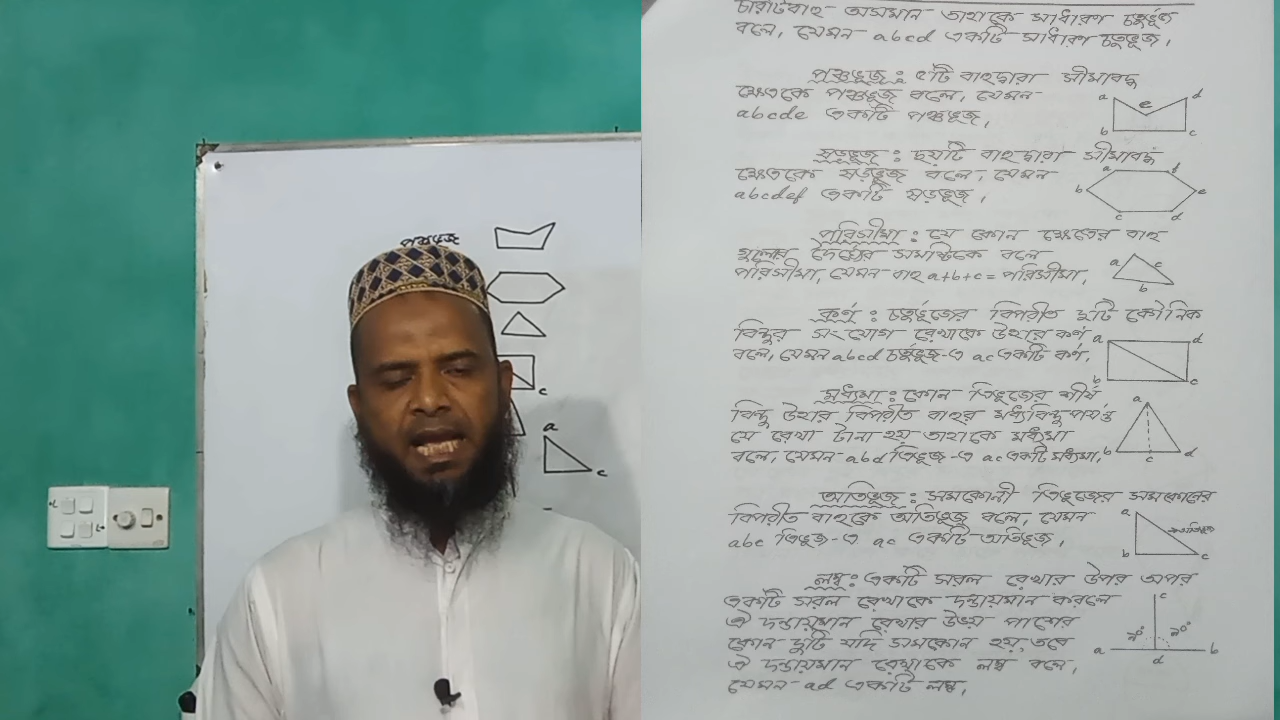 পঞ্চভূজ
a
c
c
চারটিবাহু অসমান তাহাকে সাধারণ চতুর্ভূজ
বলে, যেমন abcd একটি সাধারণ চতুভূজ,
পঞ্চভূজ : ৫টি বাহুদ্বারা সীমাবদ্ধ
ক্ষেত্রকে পঞ্চভূজ বলে, যেমন
abcde একটি পঞ্চভূজ,
a e d
b c
ষড়ভূজ : ছয়টি বাহুদ্বারা সীমাবদ্ধ
ক্ষেত্রকে ষড়ভূজ বলে, যেমন
abcdef একটি ষড়ভূজ,
a f
b e
c d
পরিসীমা : যে কোন ক্ষেত্রের বাহু
গুলোর দৈর্ঘ্যের সমষ্টিকে বলে
পরিসীমা, যেমন বাহু a+b+c = পরিসীমা,
a c
b
কর্ণ : চতুর্ভূজের বিপরীত দুটি কৌনিক
বিন্দুর সংযোগ রেখাকে উহার কর্ণ
বলে, যেমন abcd চতুর্ভূজ-এ ac একটি কর্ণ,
a d
b c
মধ্যমা : কোন ত্রিভূজের শীর্ষ
বিন্দু উহার বিপরীত বাহুর মধ্যবিন্দু পর্যন্ত
যে রেখা টানা হয় তাহাকে মধ্যমা
বলে, যেমন abd ত্রিভূজ-এ ac একটি মধ্যমা,
a
b c d
অতিভূজ : সমকোনী ত্রিভূজের সমকোনের
বিপরীত বাহুকে অতিভূজ বলে, যেমন
abc ত্রিভূজ-এ ac একটি অতিভূজ,
a
অতিভূজ
b c
লম্ব : একটি সরল রেখার উপর অপর
একটি সরল রেখাকে দন্ডায়মান করলে
ঐ দন্ডায়মান রেখার উভয় পাশের
কোন দুটি যদি সমকোন হয়, তবে
ঐ দন্ডায়মান রেখাকে লম্ব বলে,
যেমন ad একটি লম্ব,
c
৯০° ৯০°
a d b